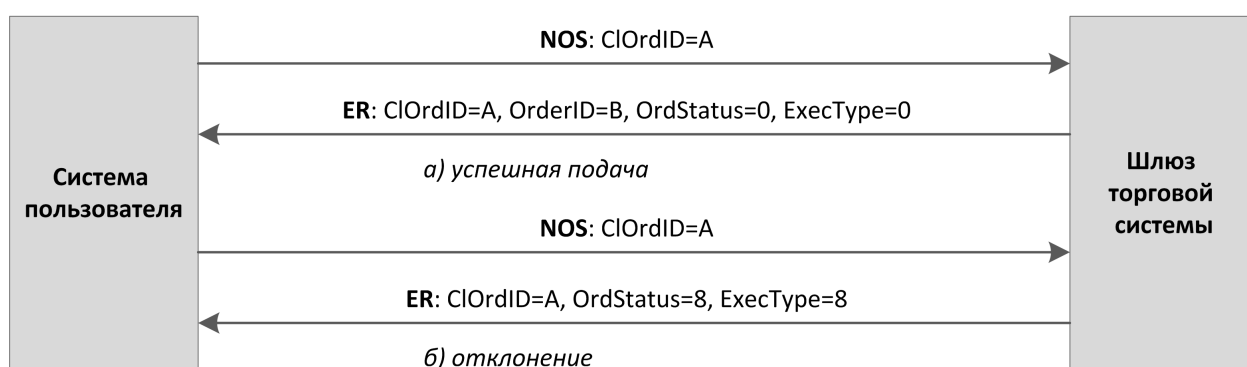 NOS: ClOrdID=A
ER: ClOrdID=A, OrderID=B, OrdStatus=0, ExecType=0
а) успешная подача
Система
пользователя
Шлюз
торговой
системы
NOS: ClOrdID=A
ER: ClOrdID=A, OrdStatus=8, ExecType=8
б) отклонение